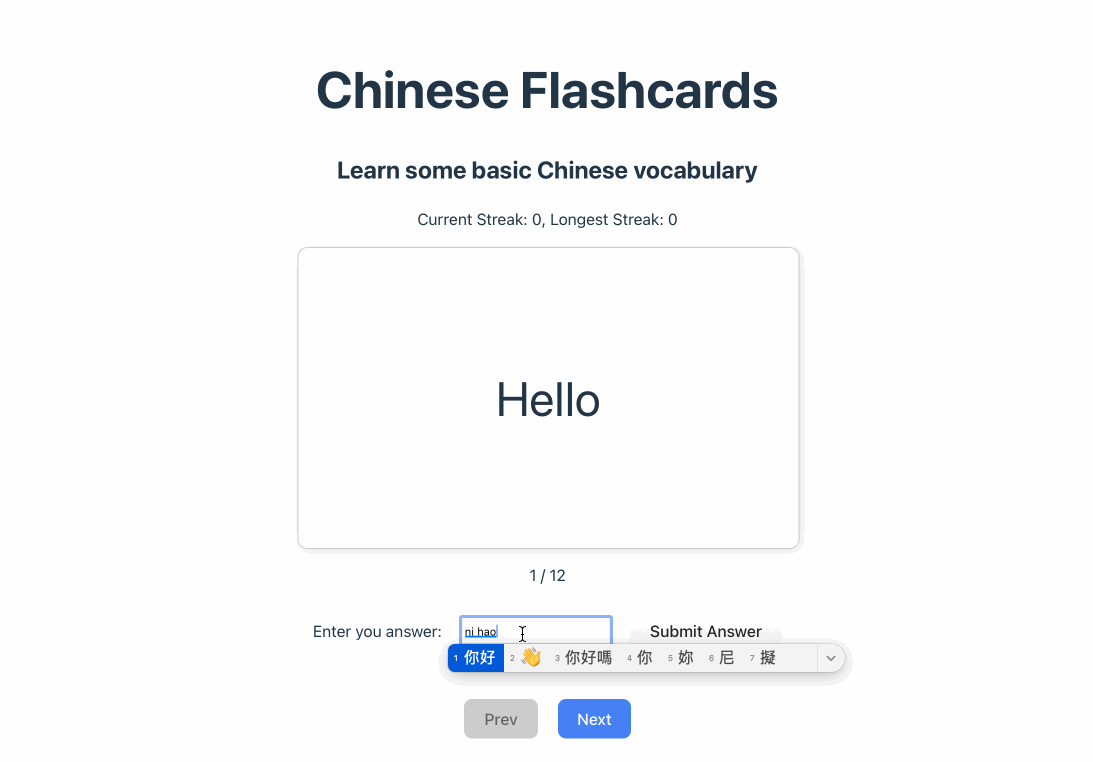 Chinese Flashcards
Learn some basic Chinese vocabulary
Current Streak: 0, Longest Streak: 0
Hello
1 / 12
Enter you answer: ni hao Submit Answer
1 你好 2 👋 3 你好嗎 4 你 5 妳 6 尼 7 擬
Prev Next